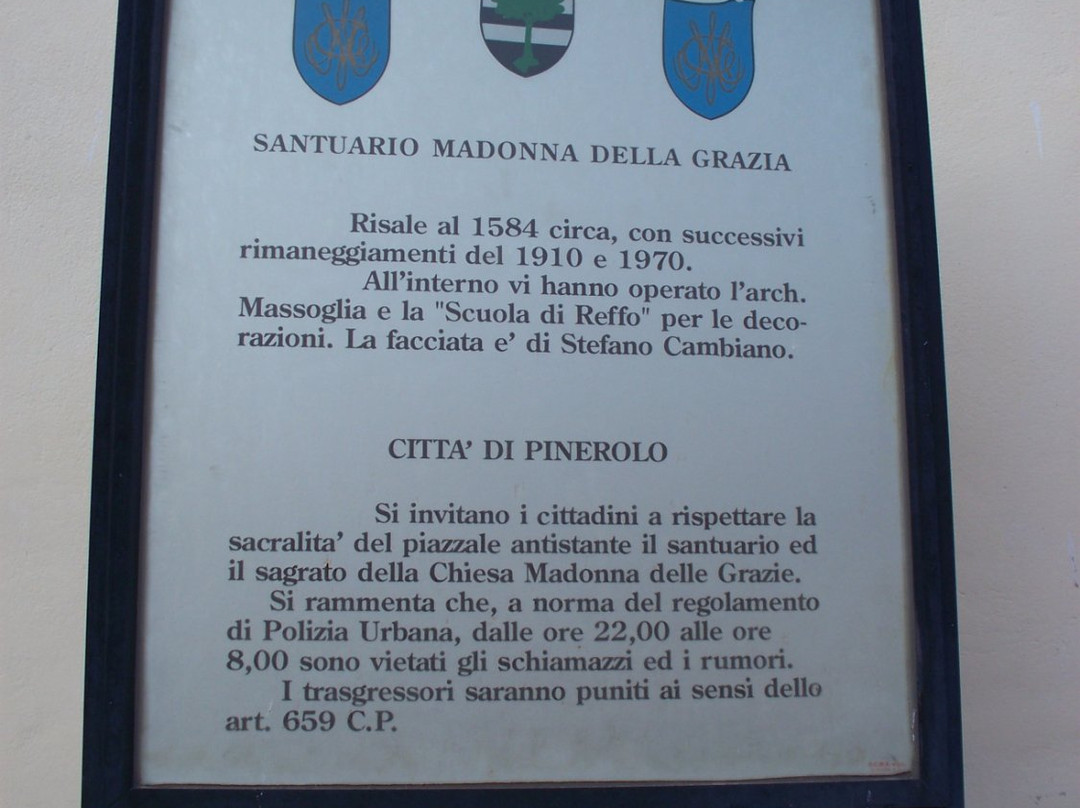 SANTUARIO MADONNA DELLA GRAZIA
Risale al 1584 circa, con successivi
rimaneggiamenti del 1910 e 1970.
All'interno vi hanno operato l'arch.
Massoglia e la "Scuola di Reffo" per le deco-
razioni. La facciata e' di Stefano Cambiano.
CITTA' DI PINEROLO
Si invitano i cittadini a rispettare la
sacralita' del piazzale antistante il santuario ed
il sagrato della Chiesa Madonna delle Grazie.
Si rammenta che, a norma del regolamento
di Polizia Urbana, dalle ore 22,00 alle ore
8,00 sono vietati gli schiamazzi ed i rumori.
I trasgressori saranno puniti ai sensi dello
art. 659 C.P.